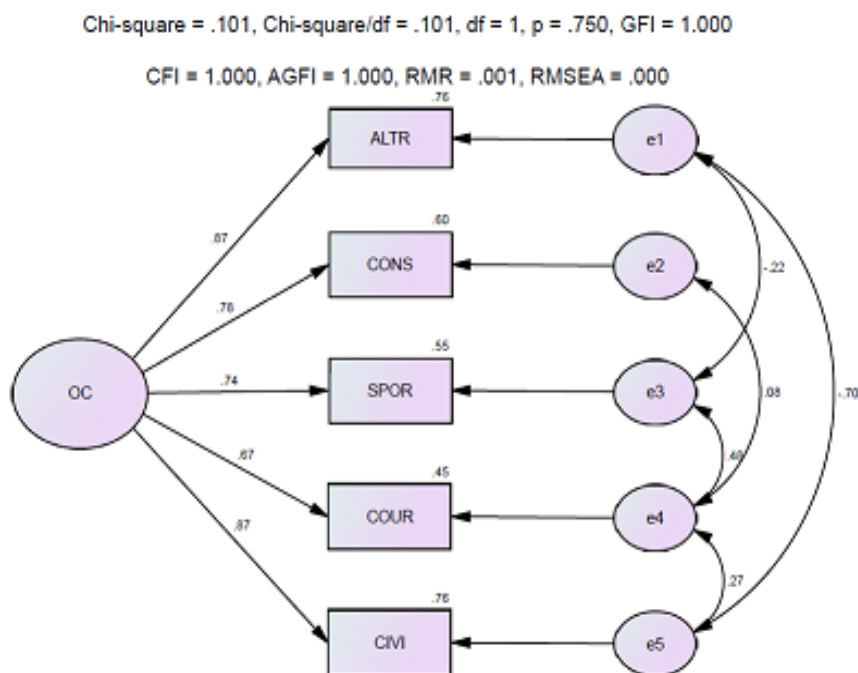 Chi-square = .101, Chi-square/df = .101, df = 1, p = .750, GFI = 1.000
CFI = 1.000, AGFI = 1.000, RMR = .001, RMSEA = .000
.76
ALTR
e1
.87
.60
CONS
e2
-.22
.78
.55
OC
.74
SPOR
e3
.08
-.70
.67
.45
.48
COUR
e4
.87
.27
.76
CIVI
e5